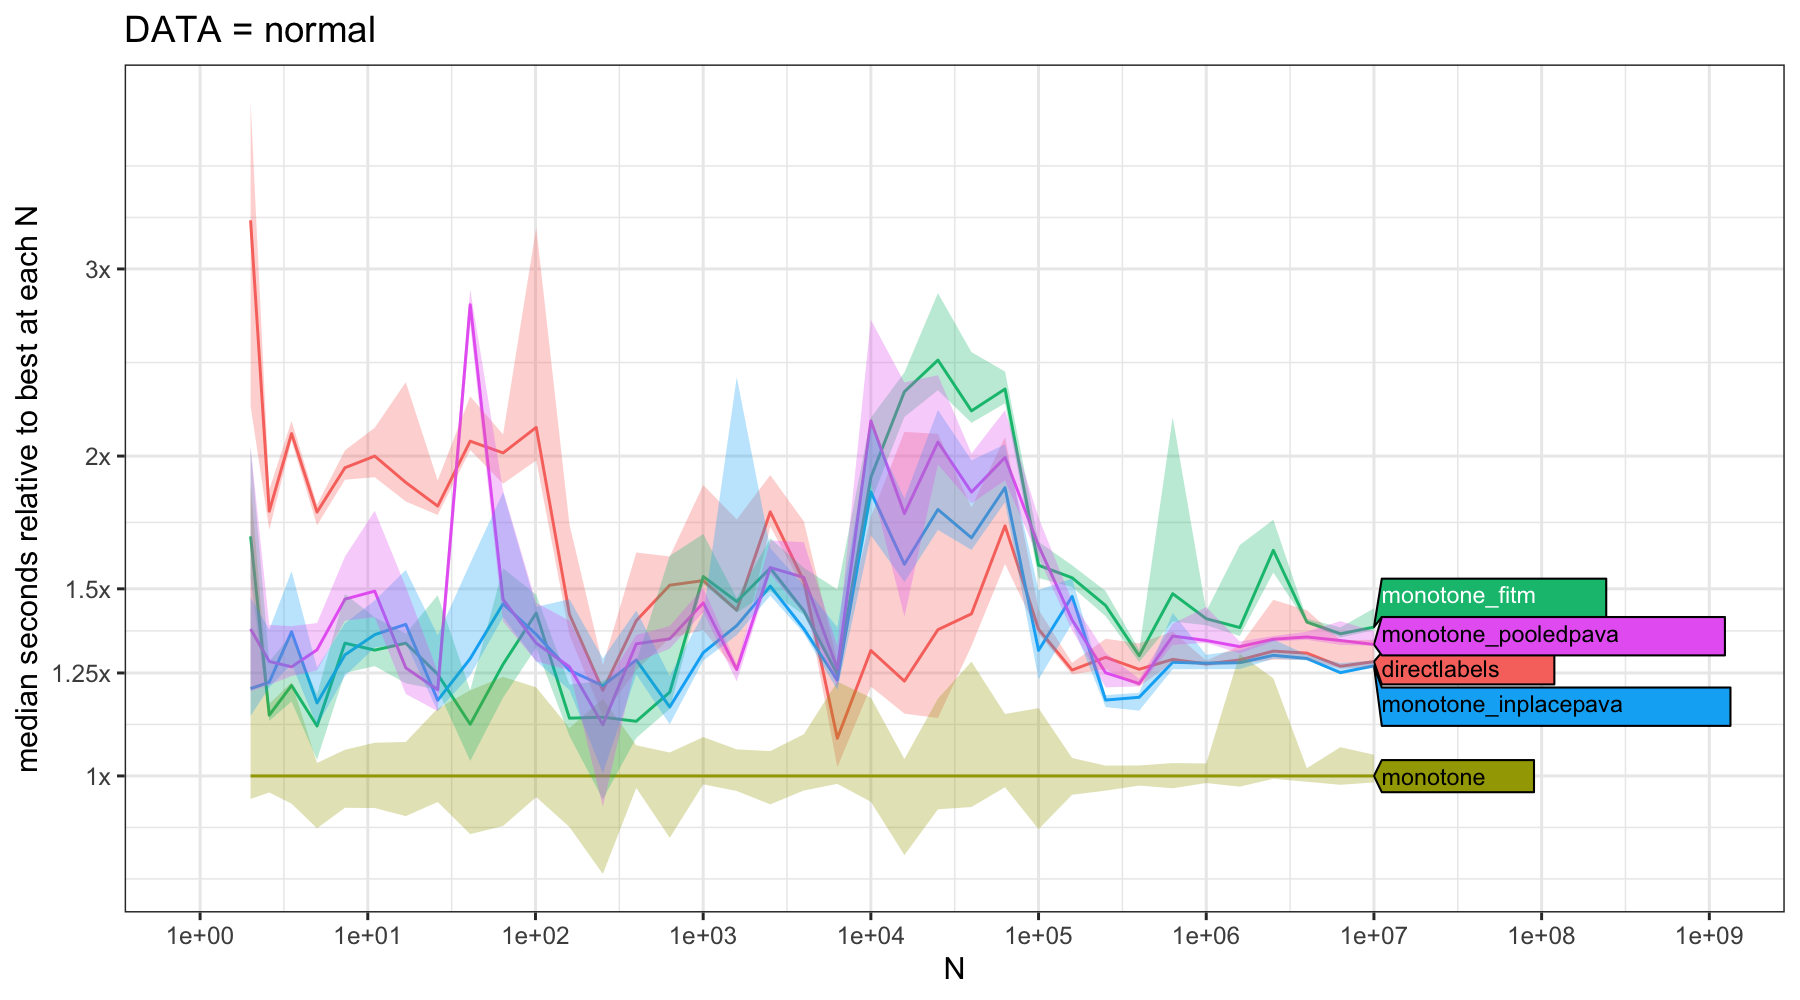 DATA = normal
median seconds relative to best at each N
3x
2x
1.5x
1.25x
1x
monotone_fitm
monotone_pooledpava
directlabels
monotone_inplacepava
monotone
1e+00 1e+01 1e+02 1e+03 1e+04 1e+05 1e+06 1e+07 1e+08 1e+09
N